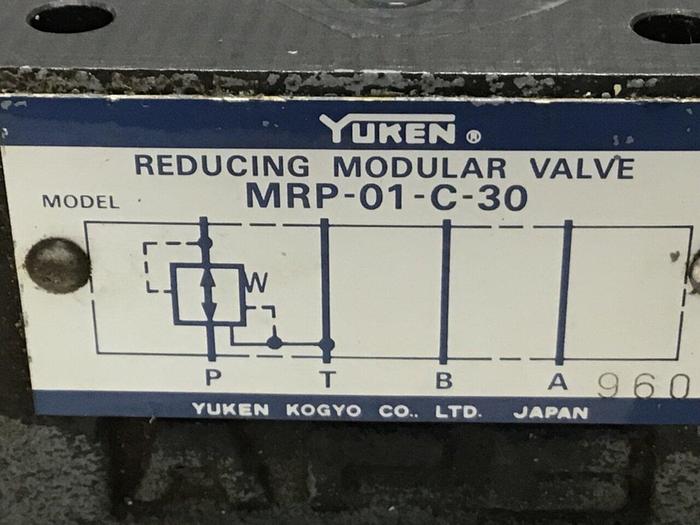 YUKEN ®
REDUCING MODULAR VALVE
MODEL MRP-01-C-30
W
P T B A 960
YUKEN KOGYO CO., LTD. JAPAN